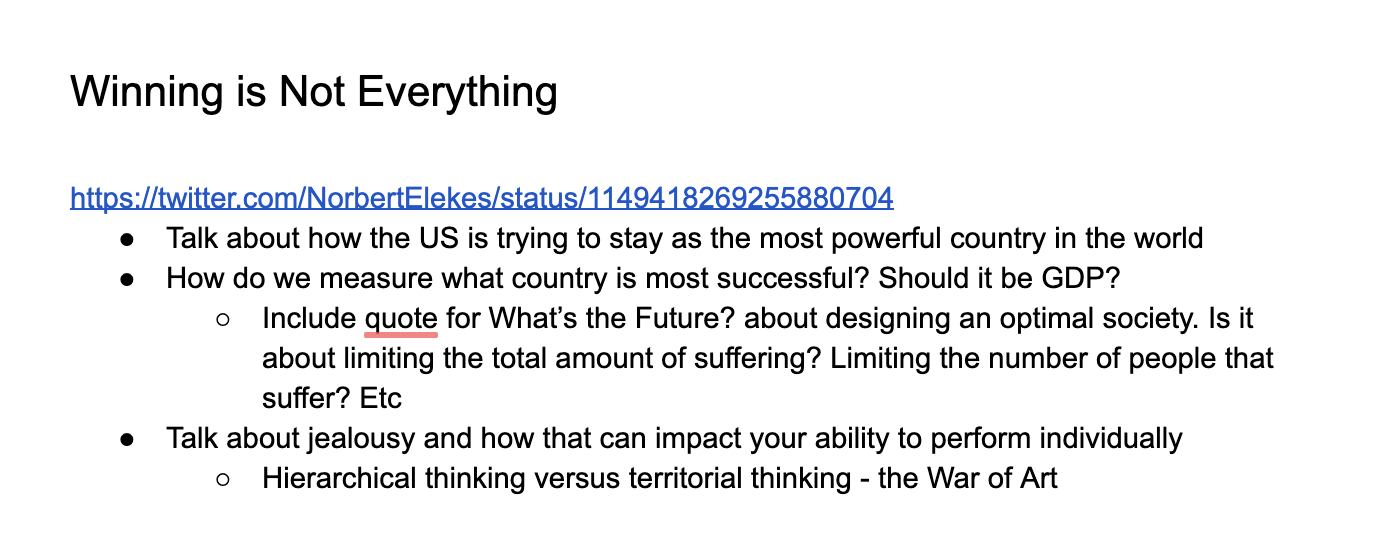 Winning is Not Everything
https://twitter.com/NorbertElekes/status/1149418269255880704
● Talk about how the US is trying to stay as the most powerful country in the world
● How do we measure what country is most successful? Should it be GDP?
○ Include quote for What’s the Future? about designing an optimal society. Is it
about limiting the total amount of suffering? Limiting the number of people that
suffer? Etc
● Talk about jealousy and how that can impact your ability to perform individually
○ Hierarchical thinking versus territorial thinking - the War of Art